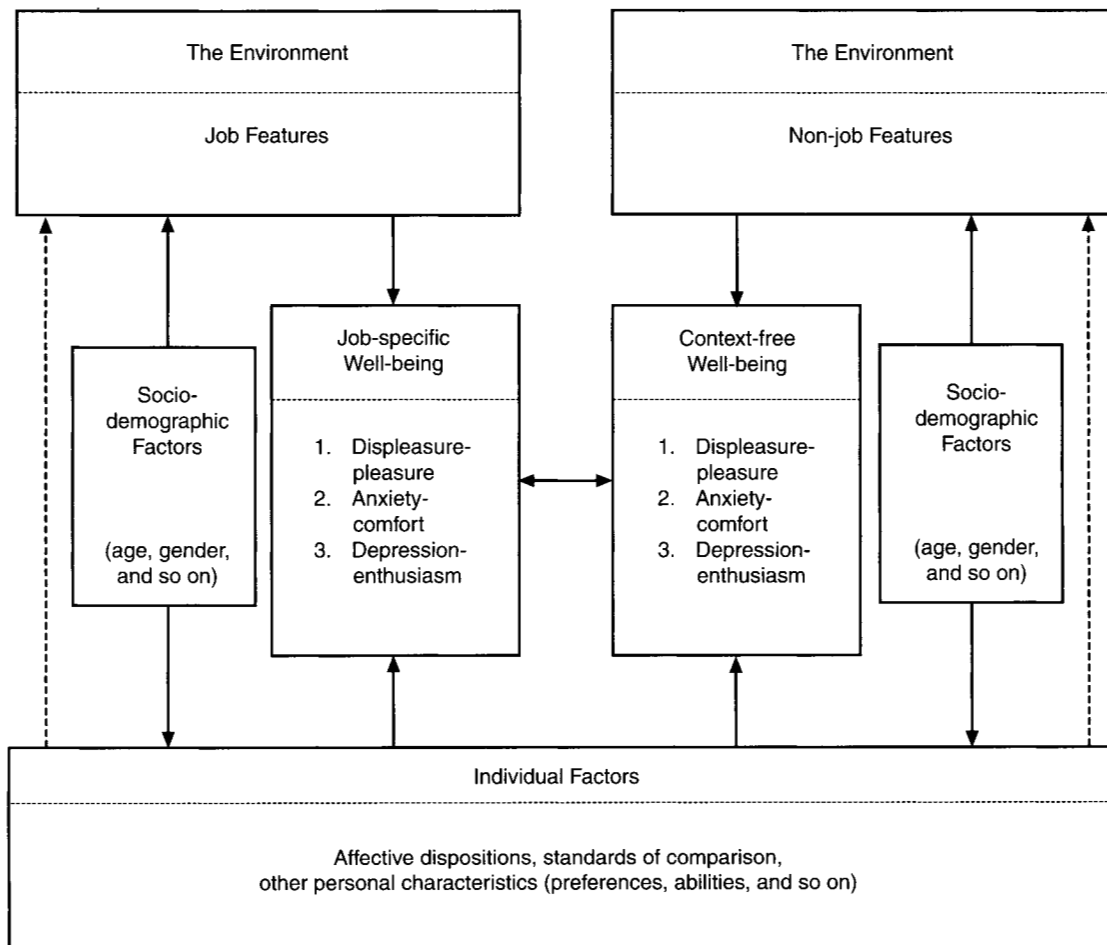 The Environment
Job Features
The Environment
Non-job Features
Socio-
demographic
Factors
(age, gender,
and so on)
Job-specific
Well-being
1. Displeasure-
pleasure
2. Anxiety-
comfort
3. Depression-
enthusiasm
Context-free
Well-being
1. Displeasure-
pleasure
2. Anxiety-
comfort
3. Depression-
enthusiasm
Socio-
demographic
Factors
(age, gender,
and so on)
Individual Factors
Affective dispositions, standards of comparison,
other personal characteristics (preferences, abilities, and so on)